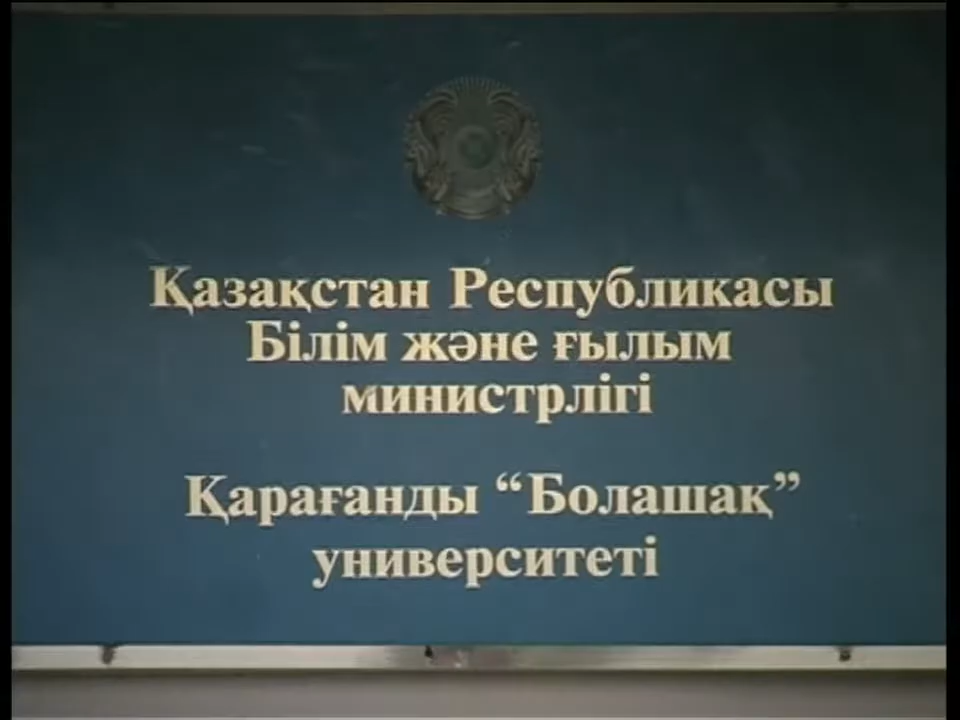 Қазақстан Республикасы
Білім және ғылым
министрлігі
Қарағанды “Болашақ”
университеті